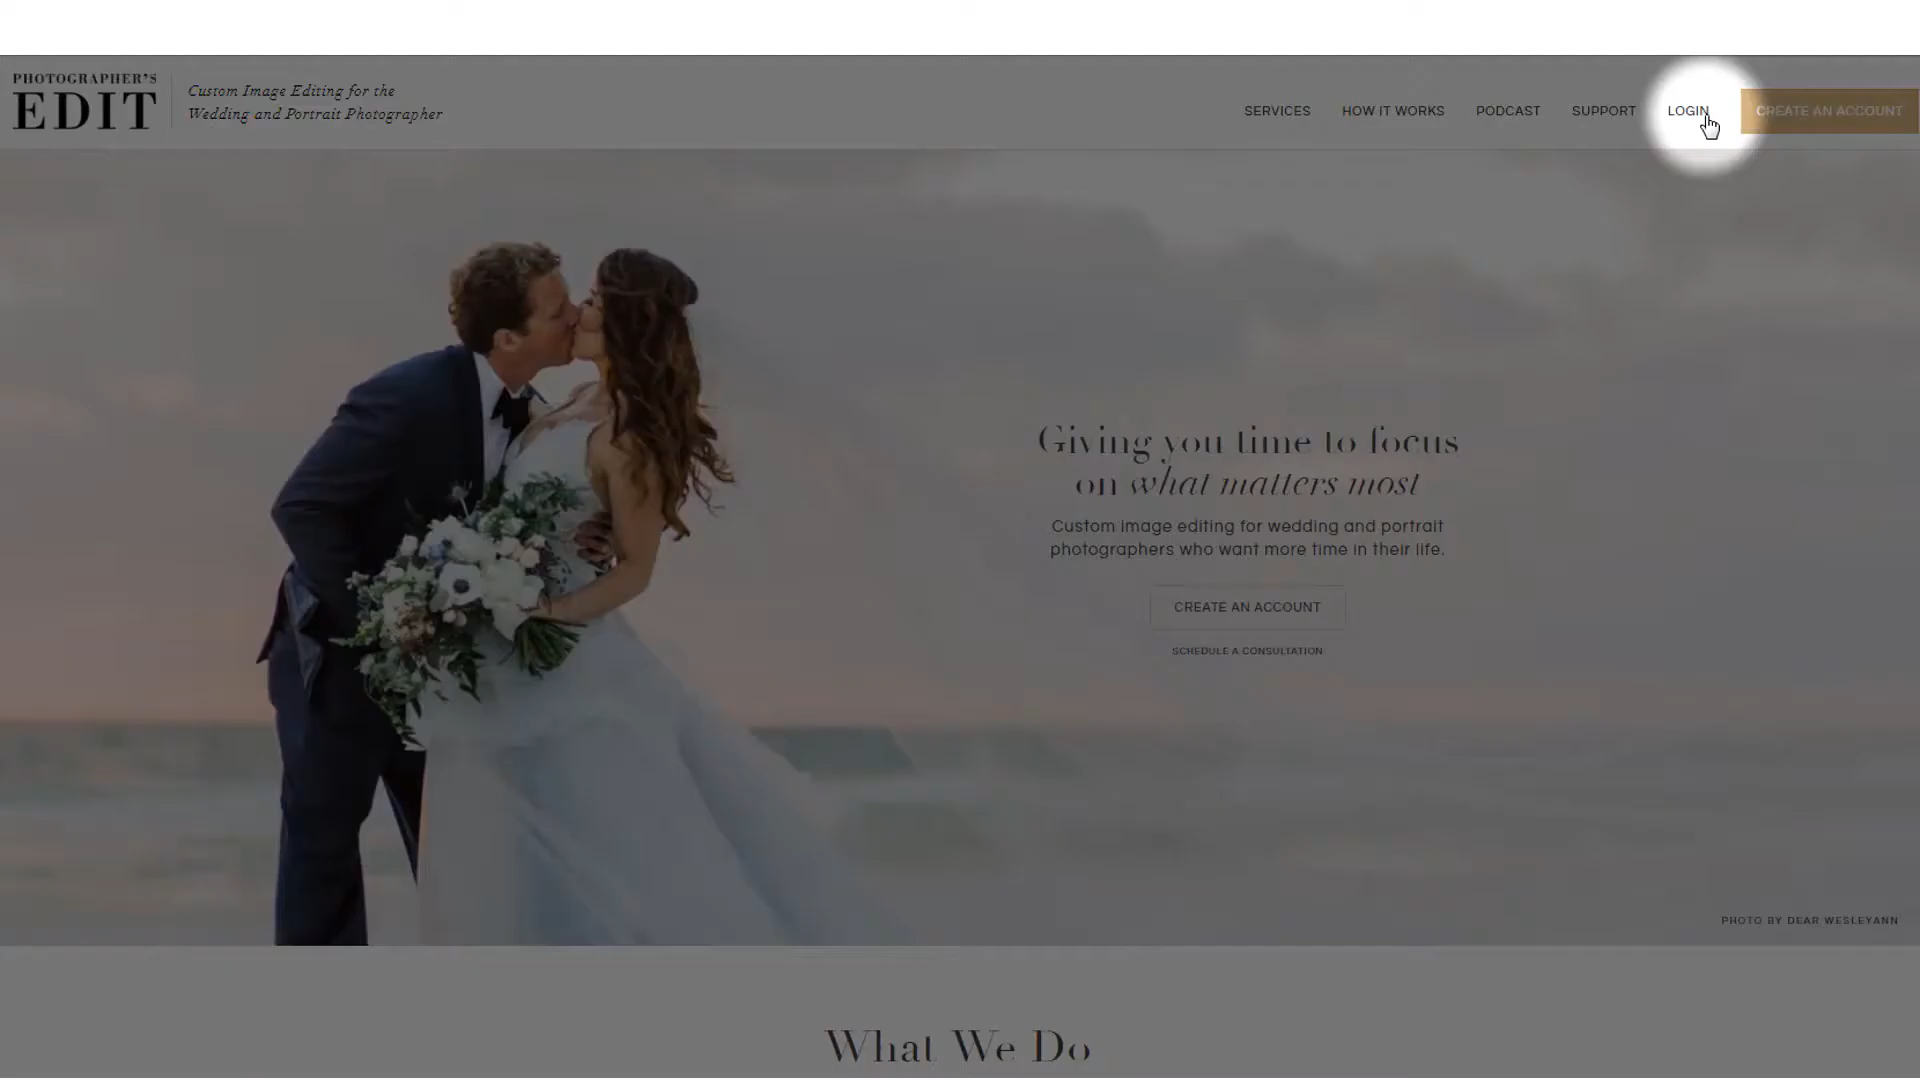 PHOTOGRAPHER'S
EDIT
Custom Image Editing for the
Wedding and Portrait Photographer
SERVICES
HOW IT WORKS
PODCAST
SUPPORT
LOGIN
CREATE AN ACCOUNT
Giving you time to focus
on what matters most
Custom image editing for wedding and portrait
photographers who want more time in their life.
CREATE AN ACCOUNT
SCHEDULE A CONSULTATION
PHOTO BY DEAR WESLEYANN
What We Do